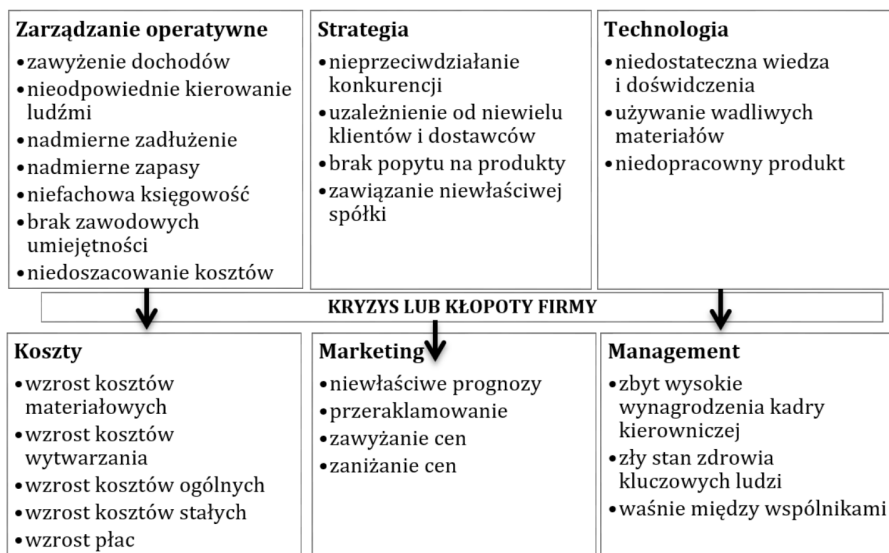 Zarządzanie operatywne
•zawyżenie dochodów
•nieodpowiednie kierowanie
ludźmi
•nadmierne zadłużenie
•nadmierne zapasy
•niefachowa księgowość
•brak zawodowych
umiejętności
•niedoszacowanie kosztów
Strategia
•nieprzeciwdziałanie
konkurencji
•uzależnienie od niewielu
klientów i dostawców
•brak popytu na produkty
•zawiązanie niewłaściwej
spółki
Technologia
•niedostateczna wiedza
i doświdczenia
•używanie wadliwych
materiałów
•niedopracowny produkt
KRYZYS LUB KŁOPOTY FIRMY
Koszty
•wzrost kosztów
materiałowych
•wzrost kosztów
wytwarzania
•wzrost kosztów ogólnych
•wzrost kosztów stałych
•wzrost płac
Marketing
•niewłaściwe prognozy
•przeraklamowanie
•zawyżanie cen
•zaniżanie cen
Management
•zbyt wysokie
wynagrodzenia kadry
kierowniczej
•zły stan zdrowia
kluczowych ludzi
•waśnie między wspólnikami